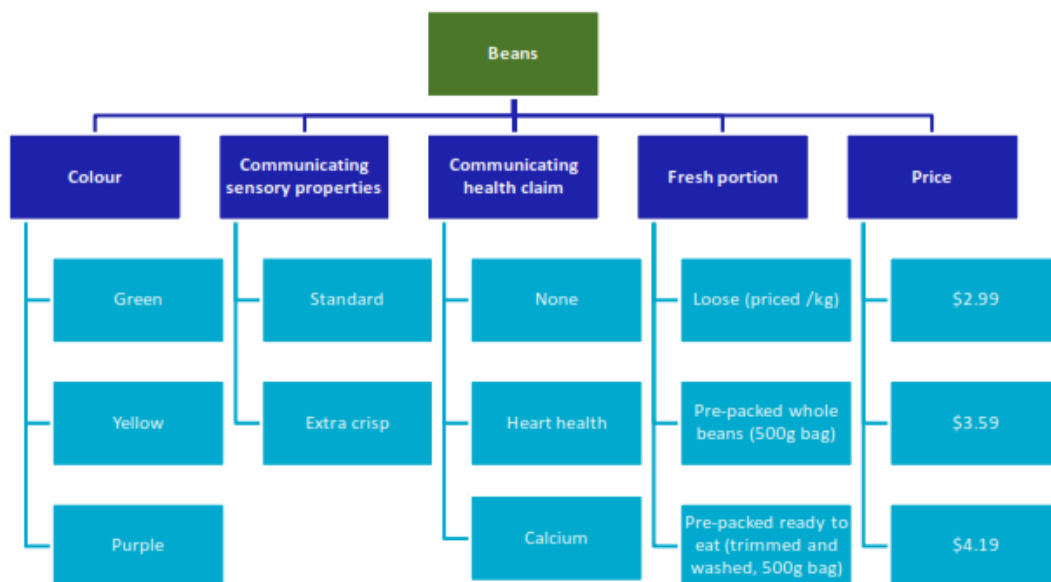 Beans
Colour
Communicating
sensory properties
Communicating
health claim
Fresh portion
Price
Green
Standard
None
Loose (priced /kg)
$2.99
Yellow
Extra crisp
Heart health
Pre-packed whole
beans (500g bag)
$3.59
Purple
Calcium
Pre-packed ready to
eat (trimmed and
washed, 500g bag)
$4.19